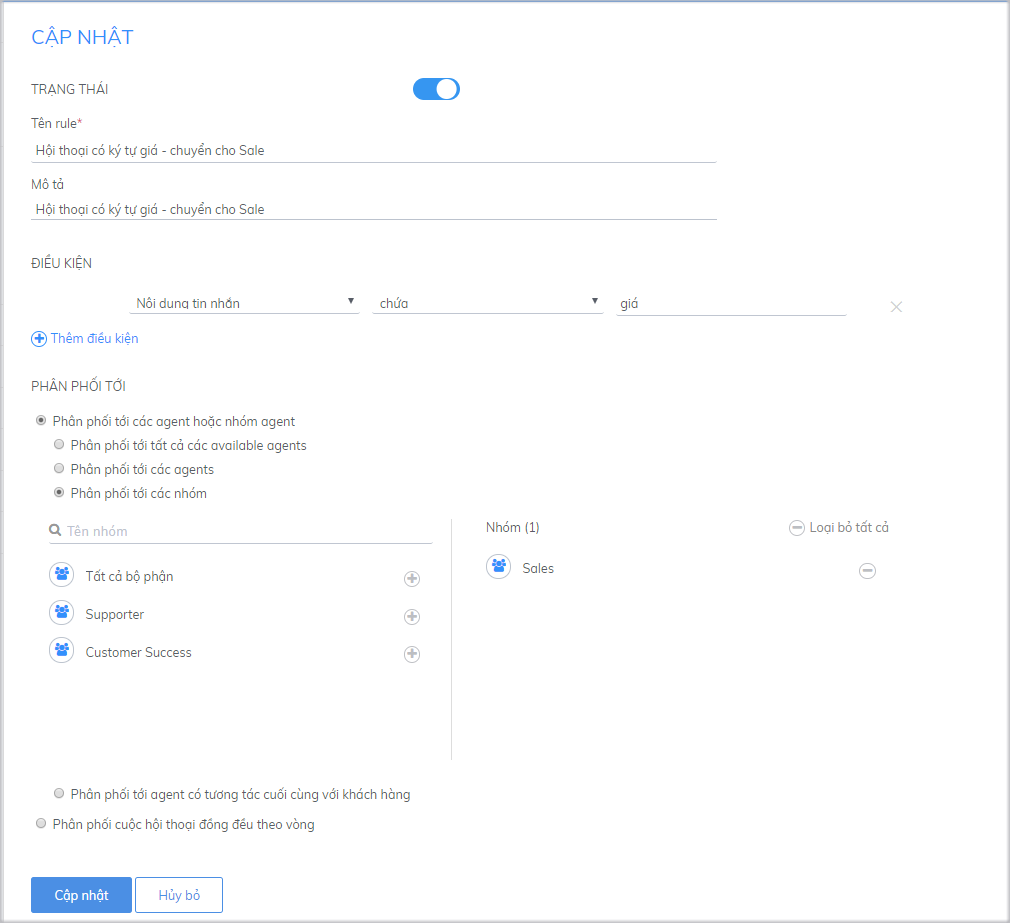 CẬP NHẬT
TRẠNG THÁI
Tên rule*
Hội thoại có ký tự giá - chuyển cho Sale
Mô tả
Hội thoại có ký tự giá - chuyển cho Sale
ĐIỀU KIỆN
Nội dung tin nhắn chứa giá
Thêm điều kiện
PHÂN PHỐI TỚI
Phân phối tới các agent hoặc nhóm agent
Phân phối tới tất cả các available agents
Phân phối tới các agents
Phân phối tới các nhóm
Tên nhóm
Tất cả bộ phận
Supporter
Customer Success
Nhóm (1) Loại bỏ tất cả
Sales
Phân phối tới agent có tương tác cuối cùng với khách hàng
Phân phối cuộc hội thoại đồng đều theo vòng
Cập nhật Hủy bỏ